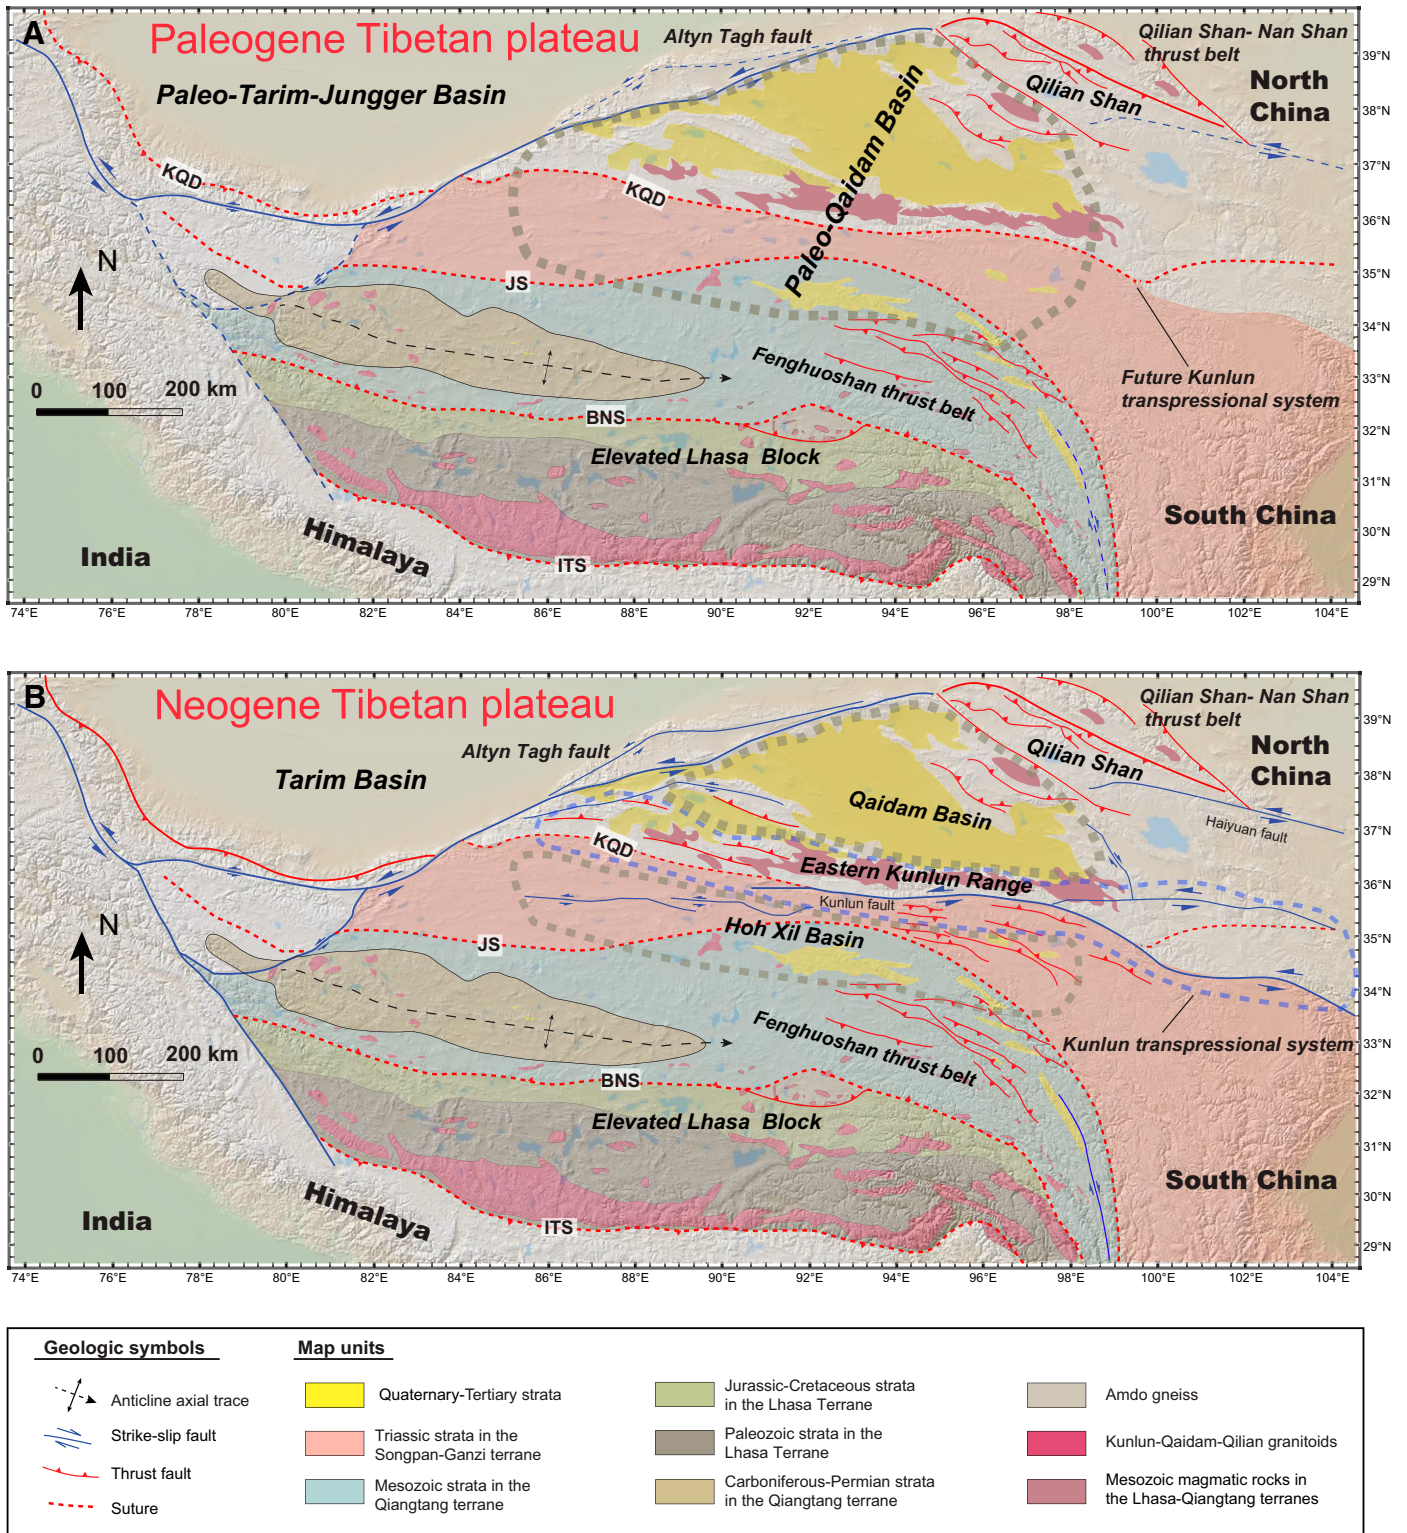 A
Paleogene Tibetan plateau
Altyn Tagh fault
Qilian Shan- Nan Shan
thrust belt
Paleo-Tarim-Jungger Basin
North
China
Qilian Shan
Paleo-Qaidam Basin
KQD
KQD
N
JS
0 100 200 km
Fenghuoshan thrust belt
Future Kunlun
transpressional system
BNS
Elevated Lhasa Block
South China
Himalaya
India
ITS
39°N
38°N
37°N
36°N
35°N
34°N
33°N
32°N
31°N
30°N
29°N
74°E 76°E 78°E 80°E 82°E 84°E 86°E 88°E 90°E 92°E 94°E 96°E 98°E 100°E 102°E 104°E
B
Neogene Tibetan plateau
Qilian Shan- Nan Shan
thrust belt
Altyn Tagh fault
North
China
Tarim Basin
Qilian Shan
Qaidam Basin
Haiyuan fault
KQD
Eastern Kunlun Range
Kunlun fault
N
JS
Hoh Xil Basin
0 100 200 km
Fenghuoshan thrust belt
Kunlun transpressional system
BNS
Elevated Lhasa Block
South China
Himalaya
India
ITS
39°N
38°N
37°N
36°N
35°N
34°N
33°N
32°N
31°N
30°N
29°N
74°E 76°E 78°E 80°E 82°E 84°E 86°E 88°E 90°E 92°E 94°E 96°E 98°E 100°E 102°E 104°E
Geologic symbols
Anticline axial trace
Strike-slip fault
Thrust fault
Suture
Map units
Quaternary-Tertiary strata
Triassic strata in the
Songpan-Ganzi terrane
Mesozoic strata in the
Qiangtang terrane
Jurassic-Cretaceous strata
in the Lhasa Terrane
Paleozoic strata in the
Lhasa Terrane
Carboniferous-Permian strata
in the Qiangtang terrane
Amdo gneiss
Kunlun-Qaidam-Qilian granitoids
Mesozoic magmatic rocks in
the Lhasa-Qiangtang terranes